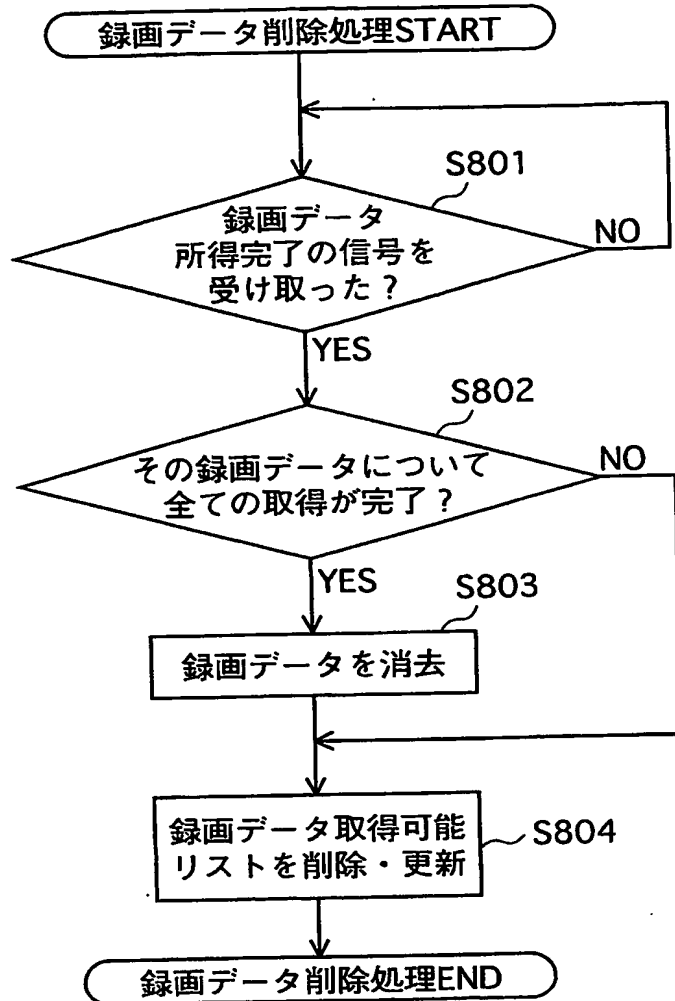 録画データ削除処理START
S801
録画データ
所得完了の信号を
受け取った？
NO
YES
S802
その録画データについて
全ての取得が完了？
NO
YES
S803
録画データを消去
録画データ取得可能
リストを削除・更新
S804
録画データ削除処理END